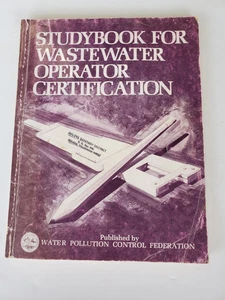 STUDYBOOK FOR
WASTEWATER
OPERATOR
CERTIFICATION
Published by
WATER POLLUTION CONTROL FEDERATION